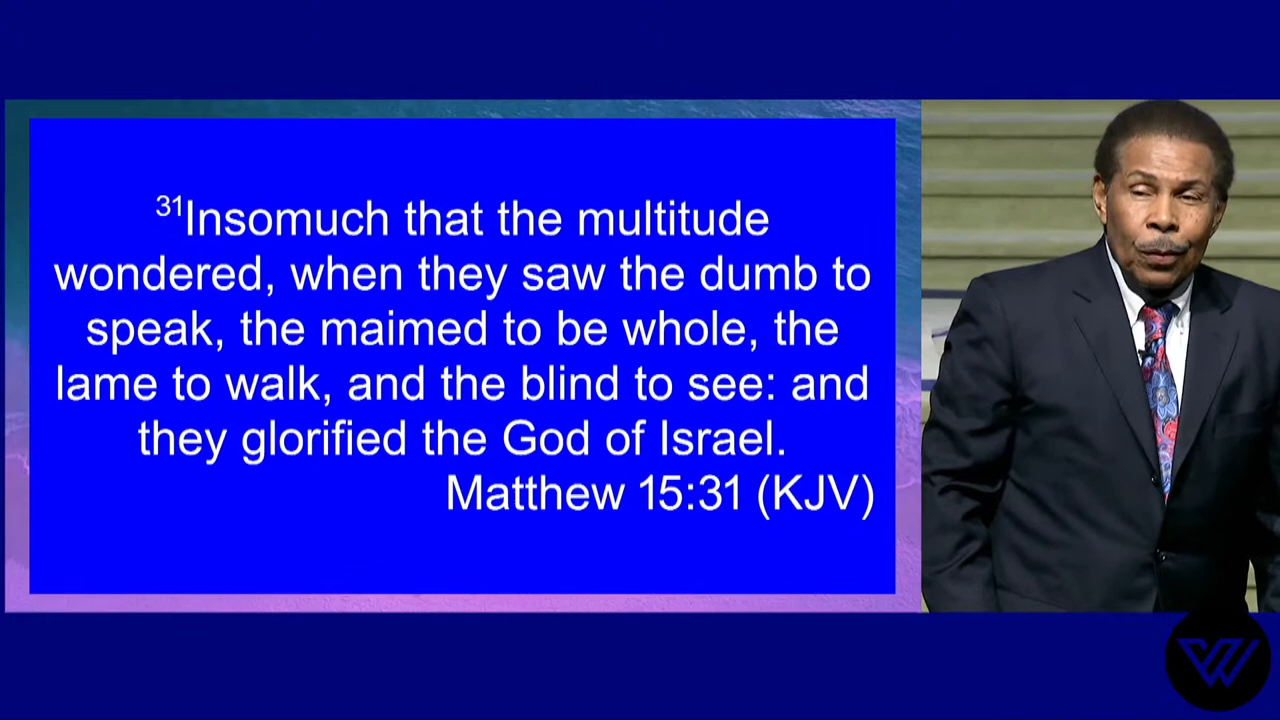 31Insomuch that the multitude
wondered, when they saw the dumb to
speak, the maimed to be whole, the
lame to walk, and the blind to see: and
they glorified the God of Israel.
Matthew 15:31 (KJV)